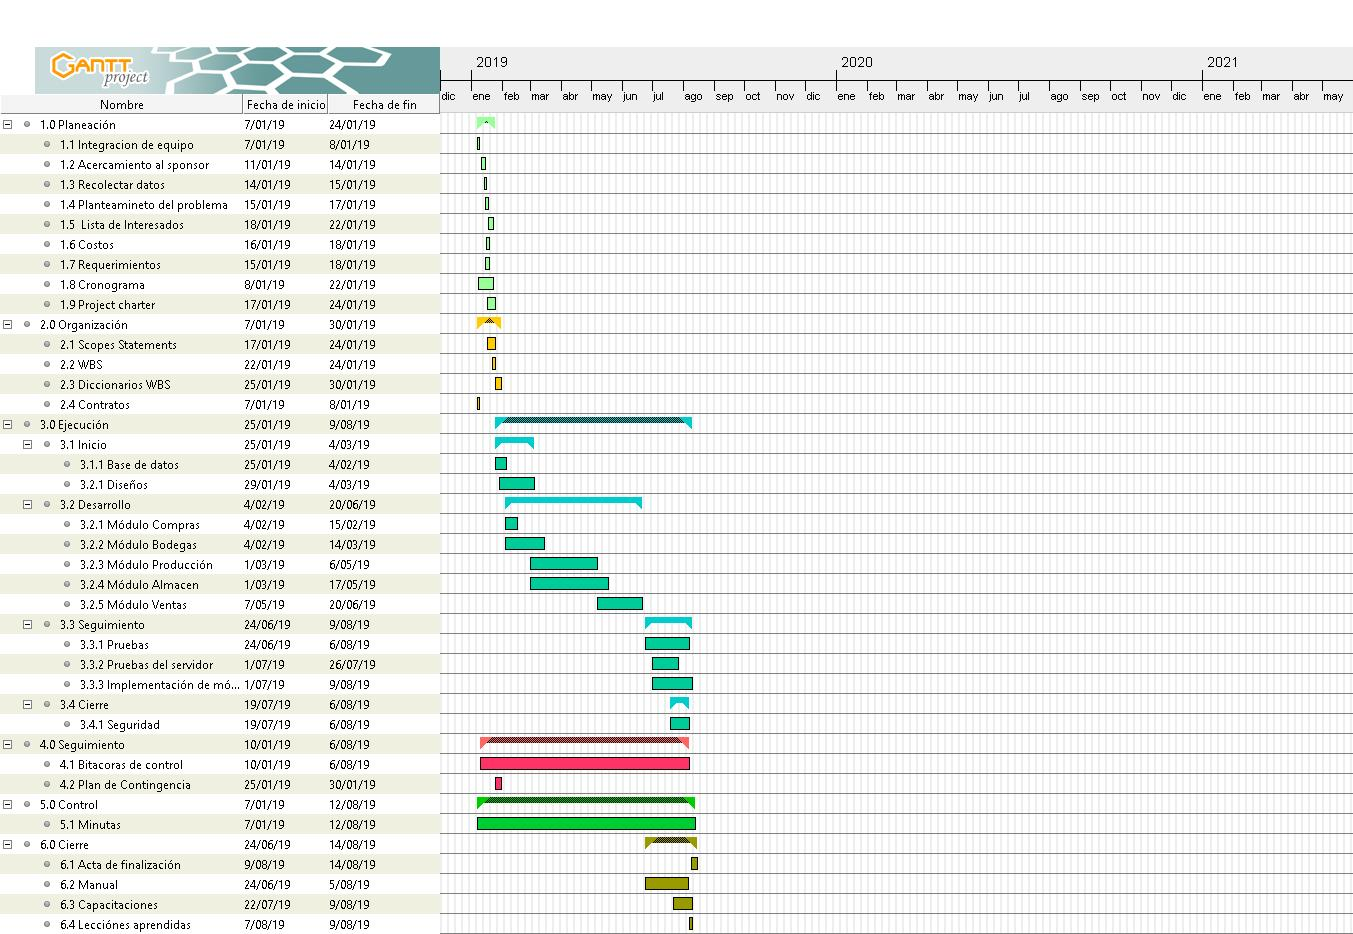 GANTT
project
2019 2020 2021
Nombre Fecha de inicio Fecha de fin
dic ene feb mar abr may jun jul ago sep oct nov dic ene feb mar abr may jun jul ago sep oct nov dic ene feb mar abr may
1.0 Planeación 7/01/19 24/01/19
1.1 Integracion de equipo 7/01/19 8/01/19
1.2 Acercamiento al sponsor 11/01/19 14/01/19
1.3 Recolectar datos 14/01/19 15/01/19
1.4 Planteamineto del problema 15/01/19 17/01/19
1.5 Lista de Interesados 18/01/19 22/01/19
1.6 Costos 16/01/19 18/01/19
1.7 Requerimientos 15/01/19 18/01/19
1.8 Cronograma 8/01/19 22/01/19
1.9 Project charter 17/01/19 24/01/19
2.0 Organización 7/01/19 30/01/19
2.1 Scopes Statements 17/01/19 24/01/19
2.2 WBS 22/01/19 24/01/19
2.3 Diccionarios WBS 25/01/19 30/01/19
2.4 Contratos 7/01/19 8/01/19
3.0 Ejecución 25/01/19 9/08/19
3.1 Inicio 25/01/19 4/03/19
3.1.1 Base de datos 25/01/19 4/02/19
3.2.1 Diseños 29/01/19 4/03/19
3.2 Desarrollo 4/02/19 20/06/19
3.2.1 Módulo Compras 4/02/19 15/02/19
3.2.2 Módulo Bodegas 4/02/19 14/03/19
3.2.3 Módulo Producción 1/03/19 6/05/19
3.2.4 Módulo Almacen 1/03/19 17/05/19
3.2.5 Módulo Ventas 7/05/19 20/06/19
3.3 Seguimiento 24/06/19 9/08/19
3.3.1 Pruebas 24/06/19 6/08/19
3.3.2 Pruebas del servidor 1/07/19 26/07/19
3.3.3 Implementación de mó... 1/07/19 9/08/19
3.4 Cierre 19/07/19 6/08/19
3.4.1 Seguridad 19/07/19 6/08/19
4.0 Seguimiento 10/01/19 6/08/19
4.1 Bitacoras de control 10/01/19 6/08/19
4.2 Plan de Contingencia 25/01/19 30/01/19
5.0 Control 7/01/19 12/08/19
5.1 Minutas 7/01/19 12/08/19
6.0 Cierre 24/06/19 14/08/19
6.1 Acta de finalización 9/08/19 14/08/19
6.2 Manual 24/06/19 5/08/19
6.3 Capacitaciones 22/07/19 9/08/19
6.4 Lecciónes aprendidas 7/08/19 9/08/19